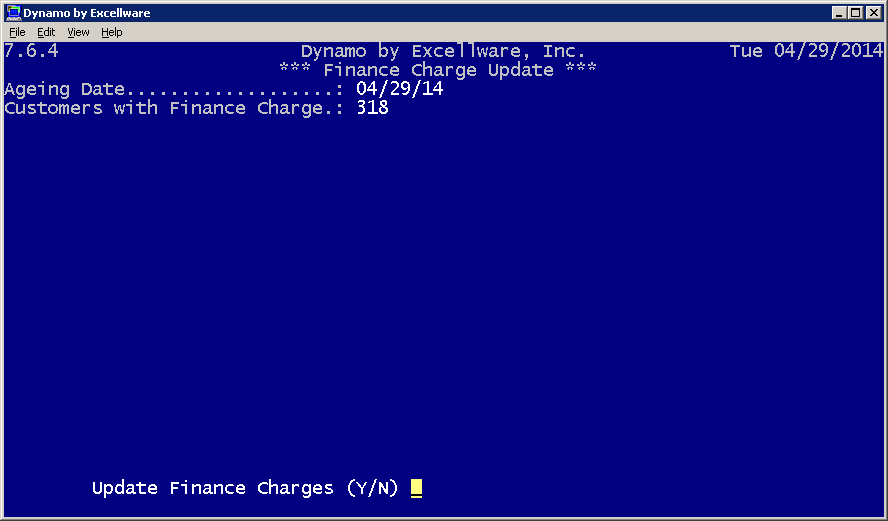 Dynamo by Excellware
File Edit View Help
7.6.4 Dynamo by Excellware, Inc. Tue 04/29/2014
*** Finance Charge Update ***
Ageing Date...................: 04/29/14
Customers with Finance Charge.: 318
Update Finance Charges (Y/N)